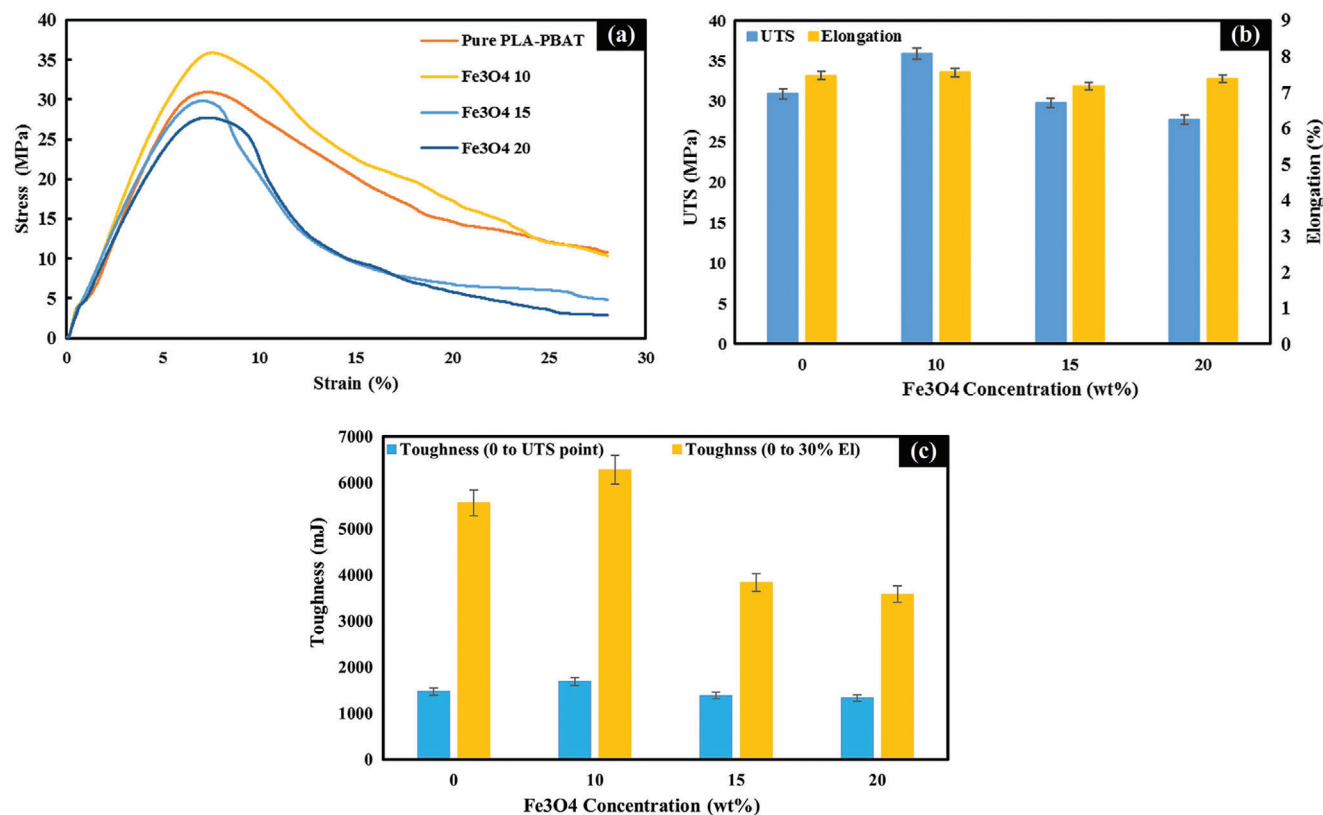 (a)
Stress (MPa)
40
35
30
25
20
15
10
5
0
0 5 10 15 20 25 30
Strain (%)
Pure PLA-PBAT
Fe3O4 10
Fe3O4 15
Fe3O4 20
(b)
UTS Elongation
UTS (MPa)
40
35
30
25
20
15
10
5
0
Elongation (%)
9
8
7
6
5
4
3
2
1
0
0 10 15 20
Fe3O4 Concentration (wt%)
(c)
Toughness (0 to UTS point) Toughnss (0 to 30% El)
Toughness (mJ)
7000
6000
5000
4000
3000
2000
1000
0
0 10 15 20
Fe3O4 Concentration (wt%)